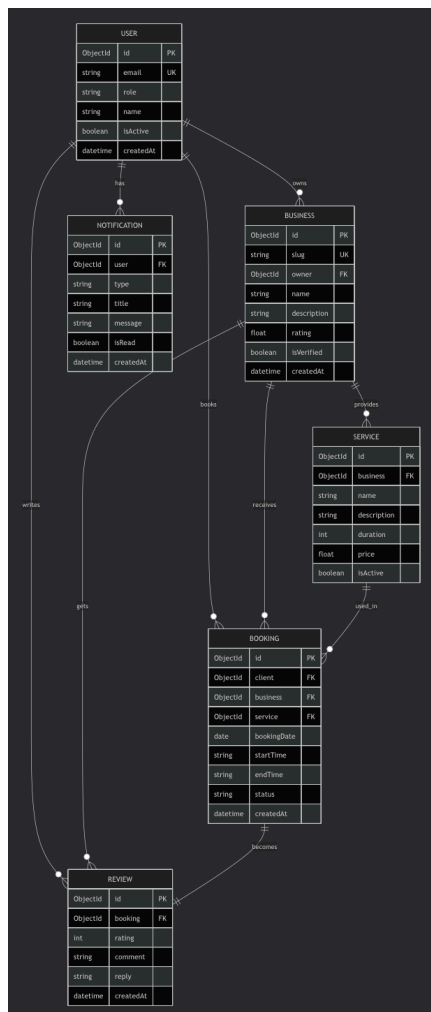 USER
ObjectId id PK
string email UK
string role
string name
boolean isActive
datetime createdAt
has
owns
NOTIFICATION
ObjectId id PK
ObjectId user FK
string type
string title
string message
boolean isRead
datetime createdAt
BUSINESS
ObjectId id PK
string slug UK
ObjectId owner FK
string name
string description
float rating
boolean isVerified
datetime createdAt
books
provides
SERVICE
ObjectId id PK
ObjectId business FK
string name
string description
int duration
float price
boolean isActive
writes
receives
gets
used_in
BOOKING
ObjectId id PK
ObjectId client FK
ObjectId business FK
ObjectId service FK
date bookingDate
string startTime
string endTime
string status
datetime createdAt
becomes
REVIEW
ObjectId id PK
ObjectId booking FK
int rating
string comment
string reply
datetime createdAt